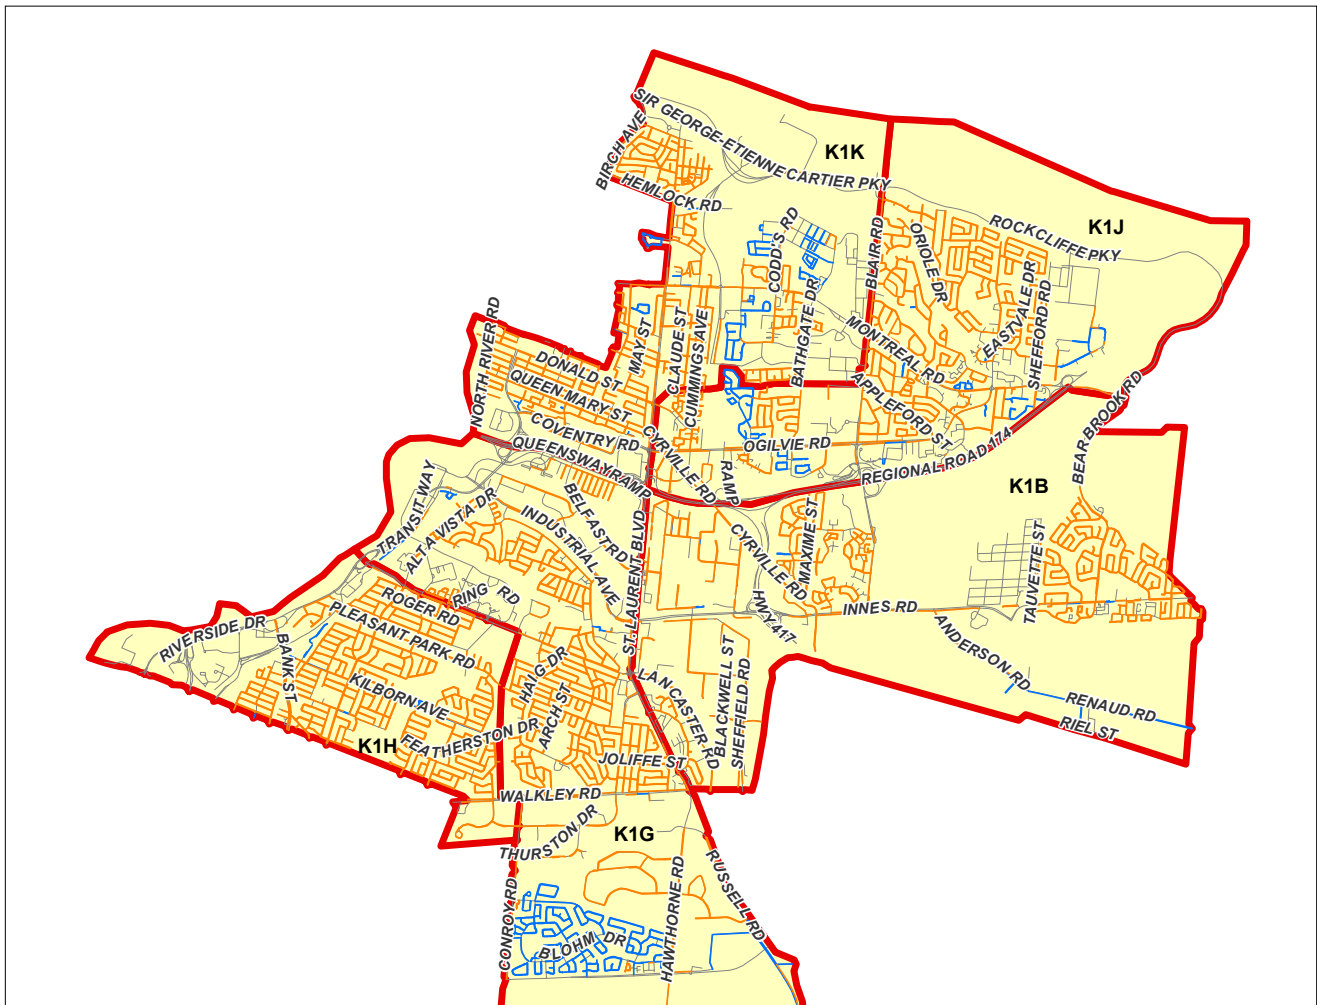 SIR GEORGE-ETIENNE CARTIER PKY
K1K
BIRCH AVE
HEMLOCK RD
K1J
ROCKCLIFFE PKY
CODD'S RD
BLAIR RD
ORIOLE DR
EASTVALE DR
SHEFFORD RD
NORTH RIVER RD
MAY ST
CLAUDE ST
CUMMINGS AVE
BATHGATE DR
MONTREAL RD
DONALD ST
QUEEN MARY ST
APPLEFORD ST
BEAR BROOK RD
COVENTRY RD
CYRVILLE RD
OGILVIE RD
QUEENSWAY RAMP
RAMP
REGIONAL ROAD 174
K1B
TRANSIT WAY
ALTA VISTA DR
BELFAST RD
INDUSTRIAL AVE
ST. LAURENT BLVD
CYRVILLE RD
MAXIME ST
TAUVETTE ST
RING RD
ROGER RD
HWY 417
INNES RD
RIVERSIDE DR
PLEASANT PARK RD
BANK ST
ANDERSON RD
HAIG DR
LANCASTER RD
BLACKWELL ST
SHEFFIELD RD
KILBORN AVE
ARCH ST
RENAUD RD
RIEL ST
K1H
FEATHERSTON DR
JOLIFFE ST
WALKLEY RD
K1G
THURSTON DR
HAWTHORNE RD
RUSSELL RD
CONROY RD
BLOHM DR